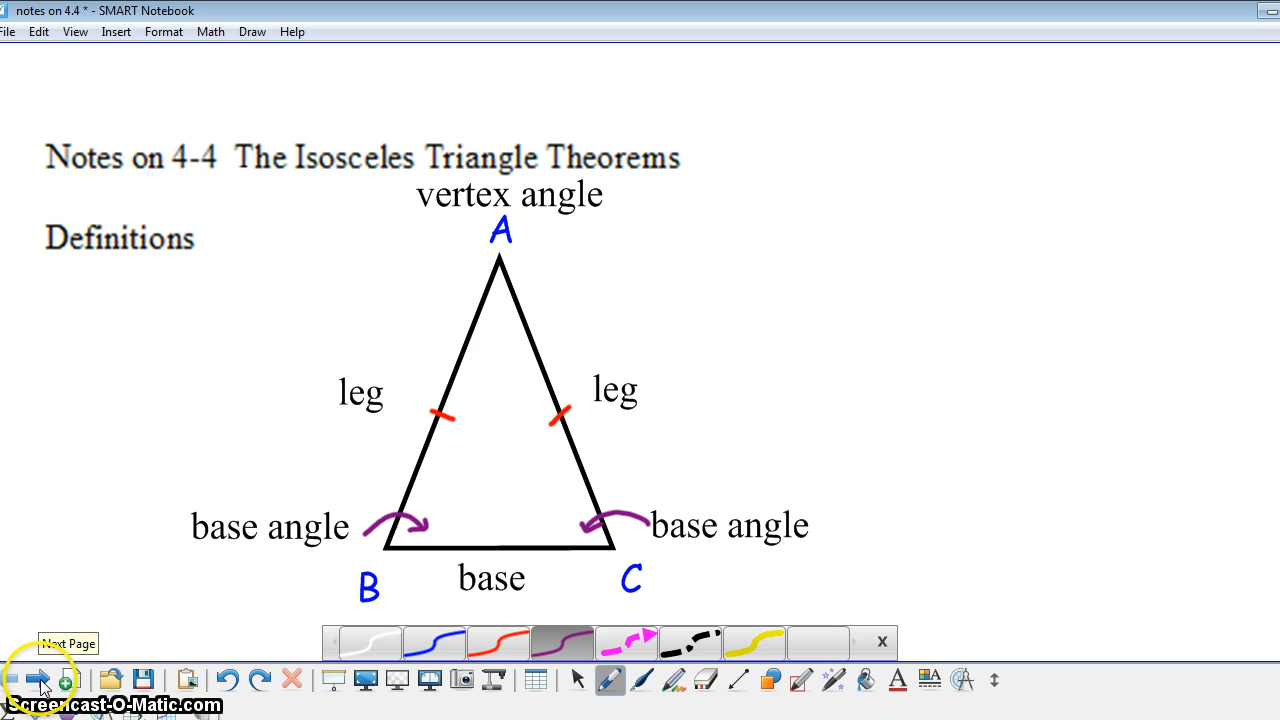 notes on 4.4 * - SMART Notebook
File Edit View Insert Format Math Draw Help
Notes on 4-4 The Isosceles Triangle Theorems
vertex angle
A
Definitions
leg
leg
base angle
base angle
B
base
C
Next Page
X
A
Screencast-O-Matic.com